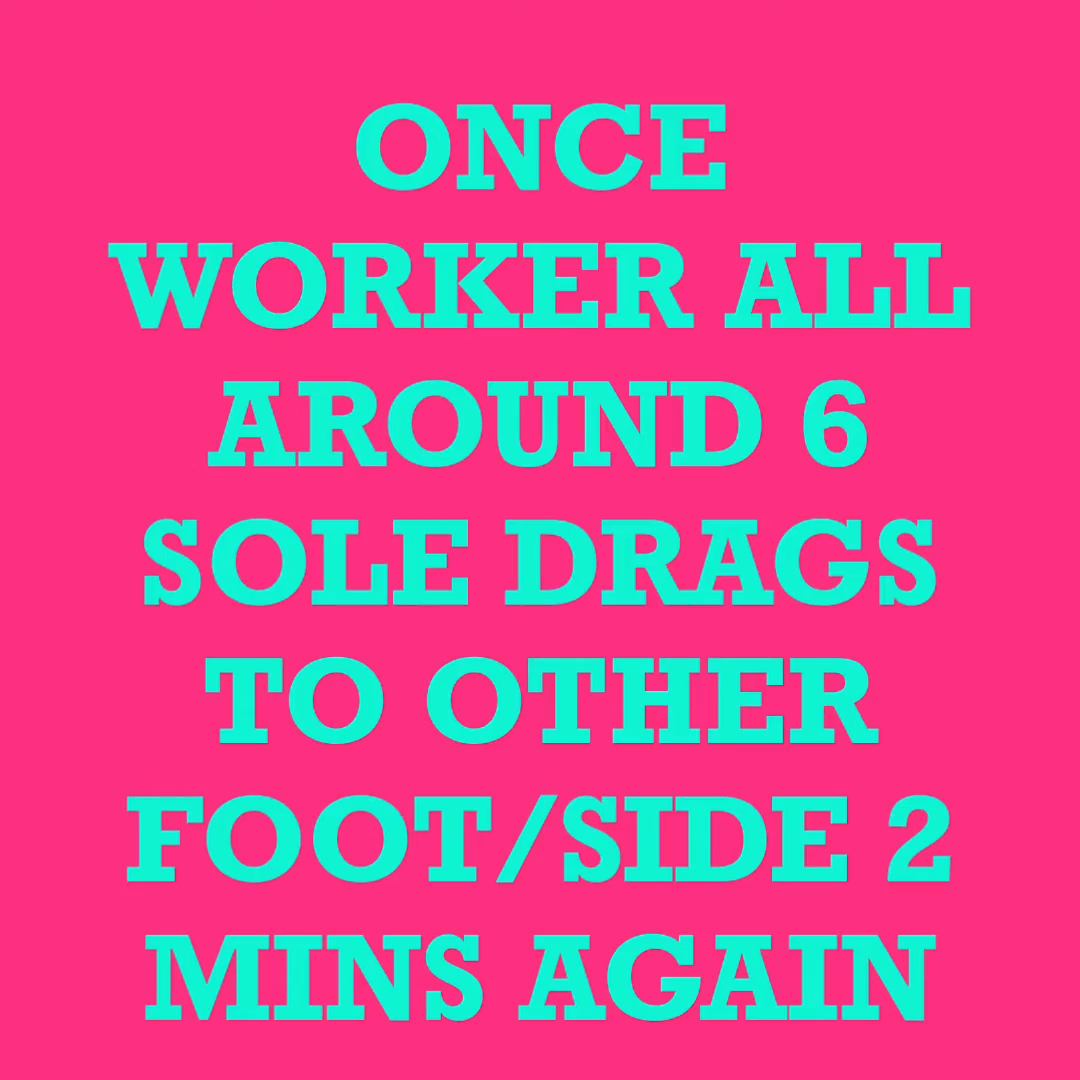 ONCE
WORKER ALL
AROUND 6
SOLE DRAGS
TO OTHER
FOOT/SIDE 2
MINS AGAIN